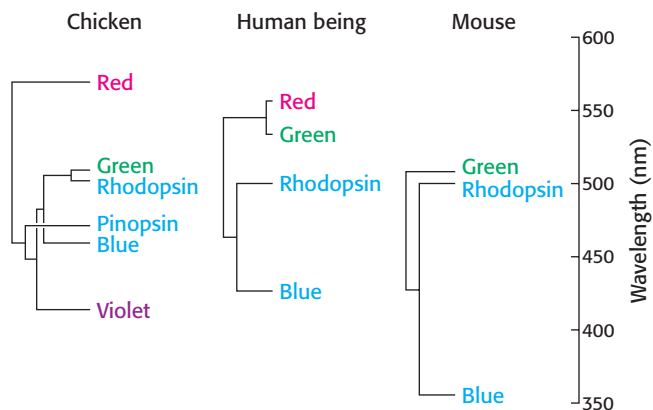 Chicken
Human being
Mouse
Red
Green
Rhodopsin
Pinopsin
Blue
Violet
Red
Green
Rhodopsin
Blue
Green
Rhodopsin
Blue
600
550
500
450
400
350
Wavelength (nm)